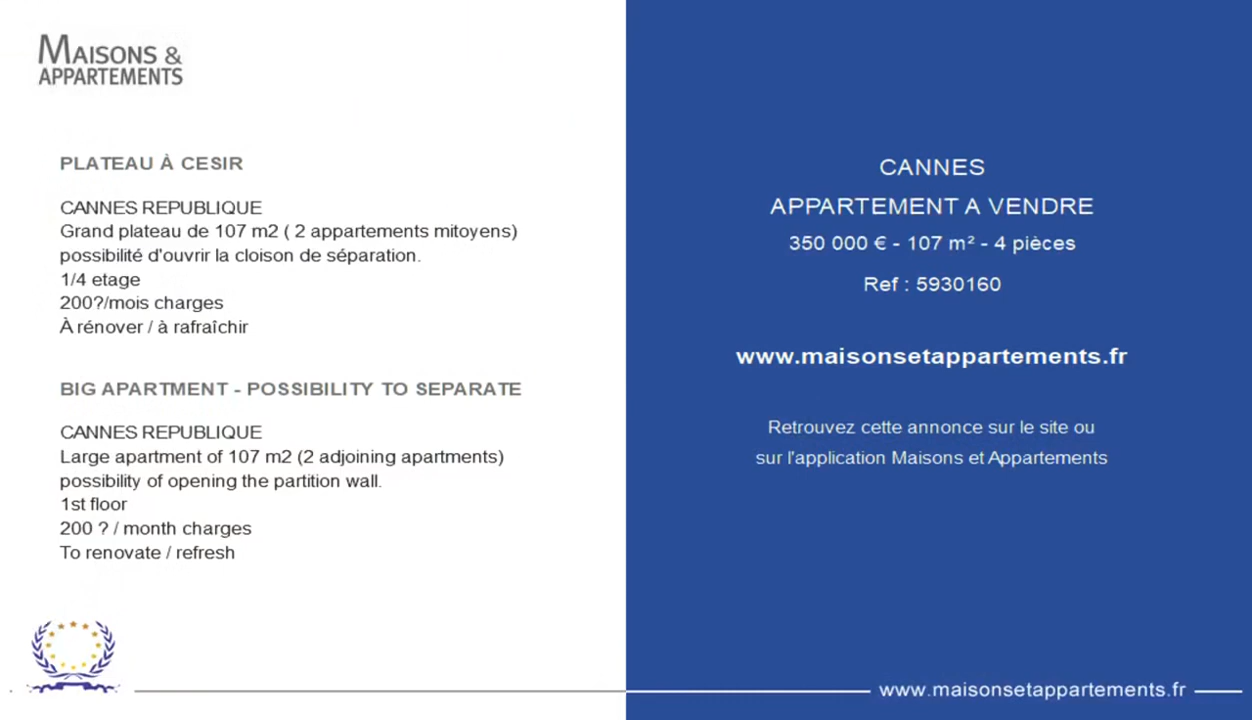 MAISONS &
APPARTEMENTS
PLATEAU À CESIR
CANNES REPUBLIQUE
Grand plateau de 107 m2 ( 2 appartements mitoyens)
possibilité d'ouvrir la cloison de séparation.
1/4 etage
200?/mois charges
À rénover / à rafraîchir
BIG APARTMENT - POSSIBILITY TO SEPARATE
CANNES REPUBLIQUE
Large apartment of 107 m2 (2 adjoining apartments)
possibility of opening the partition wall.
1st floor
200 ? / month charges
To renovate / refresh
CANNES
APPARTEMENT A VENDRE
350 000 € - 107 m² - 4 pièces
Ref : 5930160
www.maisonsetappartements.fr
Retrouvez cette annonce sur le site ou
sur l'application Maisons et Appartements
www.maisonsetappartements.fr